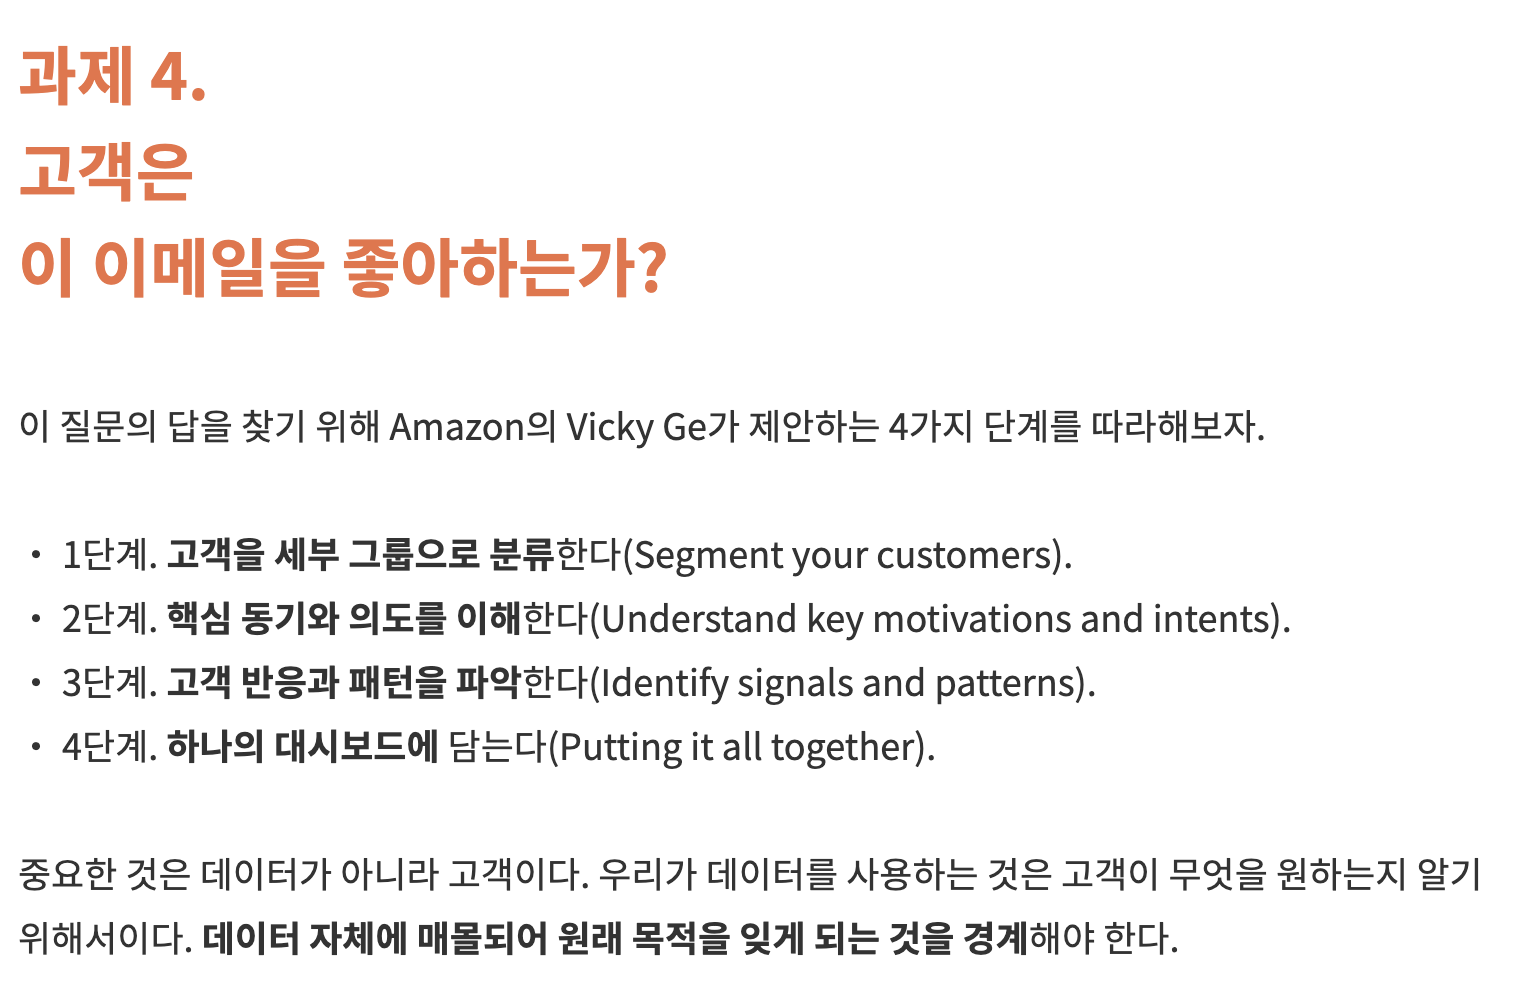 과제 4.
고객은
이 이메일을 좋아하는가?
이 질문의 답을 찾기 위해 Amazon의 Vicky Ge가 제안하는 4가지 단계를 따라해보자.
• 1단계. 고객을 세부 그룹으로 분류한다(Segment your customers).
• 2단계. 핵심 동기와 의도를 이해한다(Understand key motivations and intents).
• 3단계. 고객 반응과 패턴을 파악한다(Identify signals and patterns).
• 4단계. 하나의 대시보드에 담는다(Putting it all together).
중요한 것은 데이터가 아니라 고객이다. 우리가 데이터를 사용하는 것은 고객이 무엇을 원하는지 알기
위해서이다. 데이터 자체에 매몰되어 원래 목적을 잊게 되는 것을 경계해야 한다.